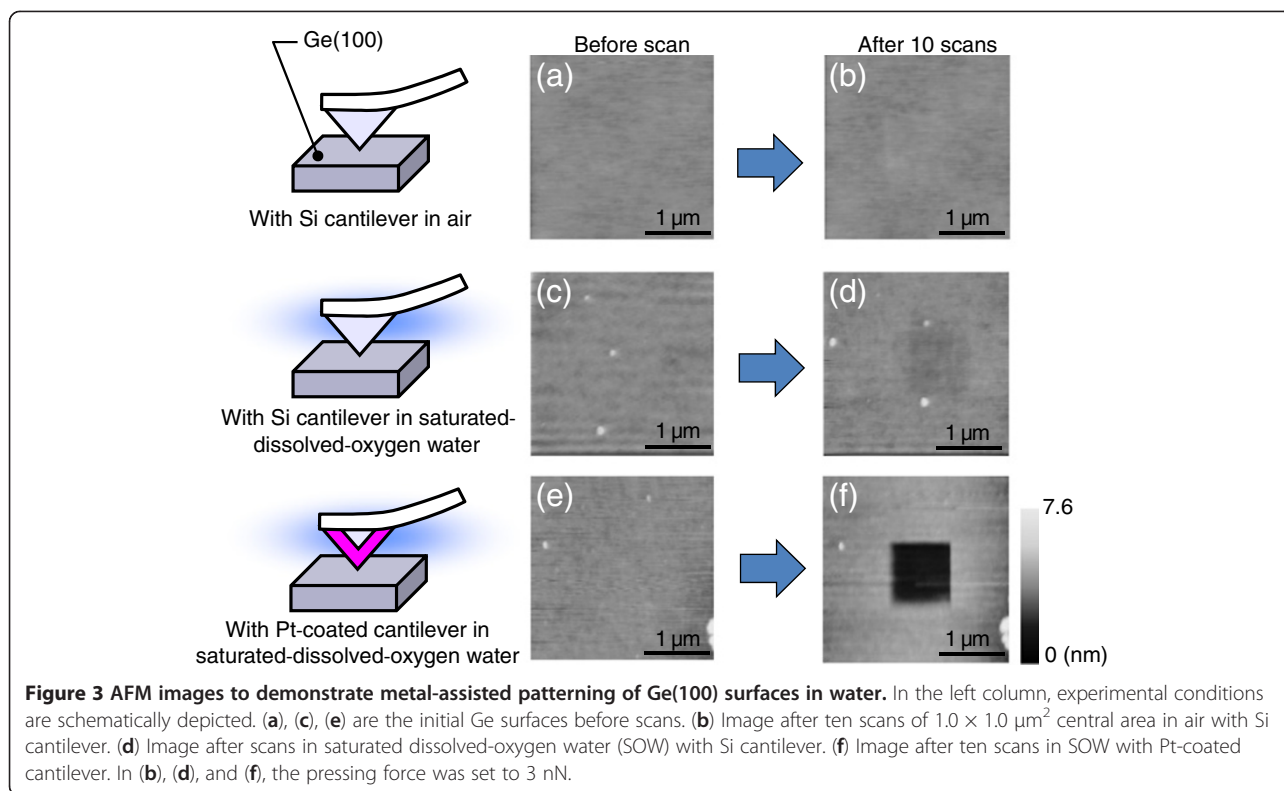 Ge(100)
Before scan
After 10 scans
(a)
(b)
1 µm
1 µm
With Si cantilever in air
(c)
(d)
1 µm
1 µm
With Si cantilever in saturated-
dissolved-oxygen water
(e)
(f)
7.6
1 µm
1 µm
0 (nm)
With Pt-coated cantilever in
saturated-dissolved-oxygen water
Figure 3 AFM images to demonstrate metal-assisted patterning of Ge(100) surfaces in water. In the left column, experimental conditions
are schematically depicted. (a), (c), (e) are the initial Ge surfaces before scans. (b) Image after ten scans of 1.0 × 1.0 µm² central area in air with Si
cantilever. (d) Image after scans in saturated dissolved-oxygen water (SOW) with Si cantilever. (f) Image after ten scans in SOW with Pt-coated
cantilever. In (b), (d), and (f), the pressing force was set to 3 nN.